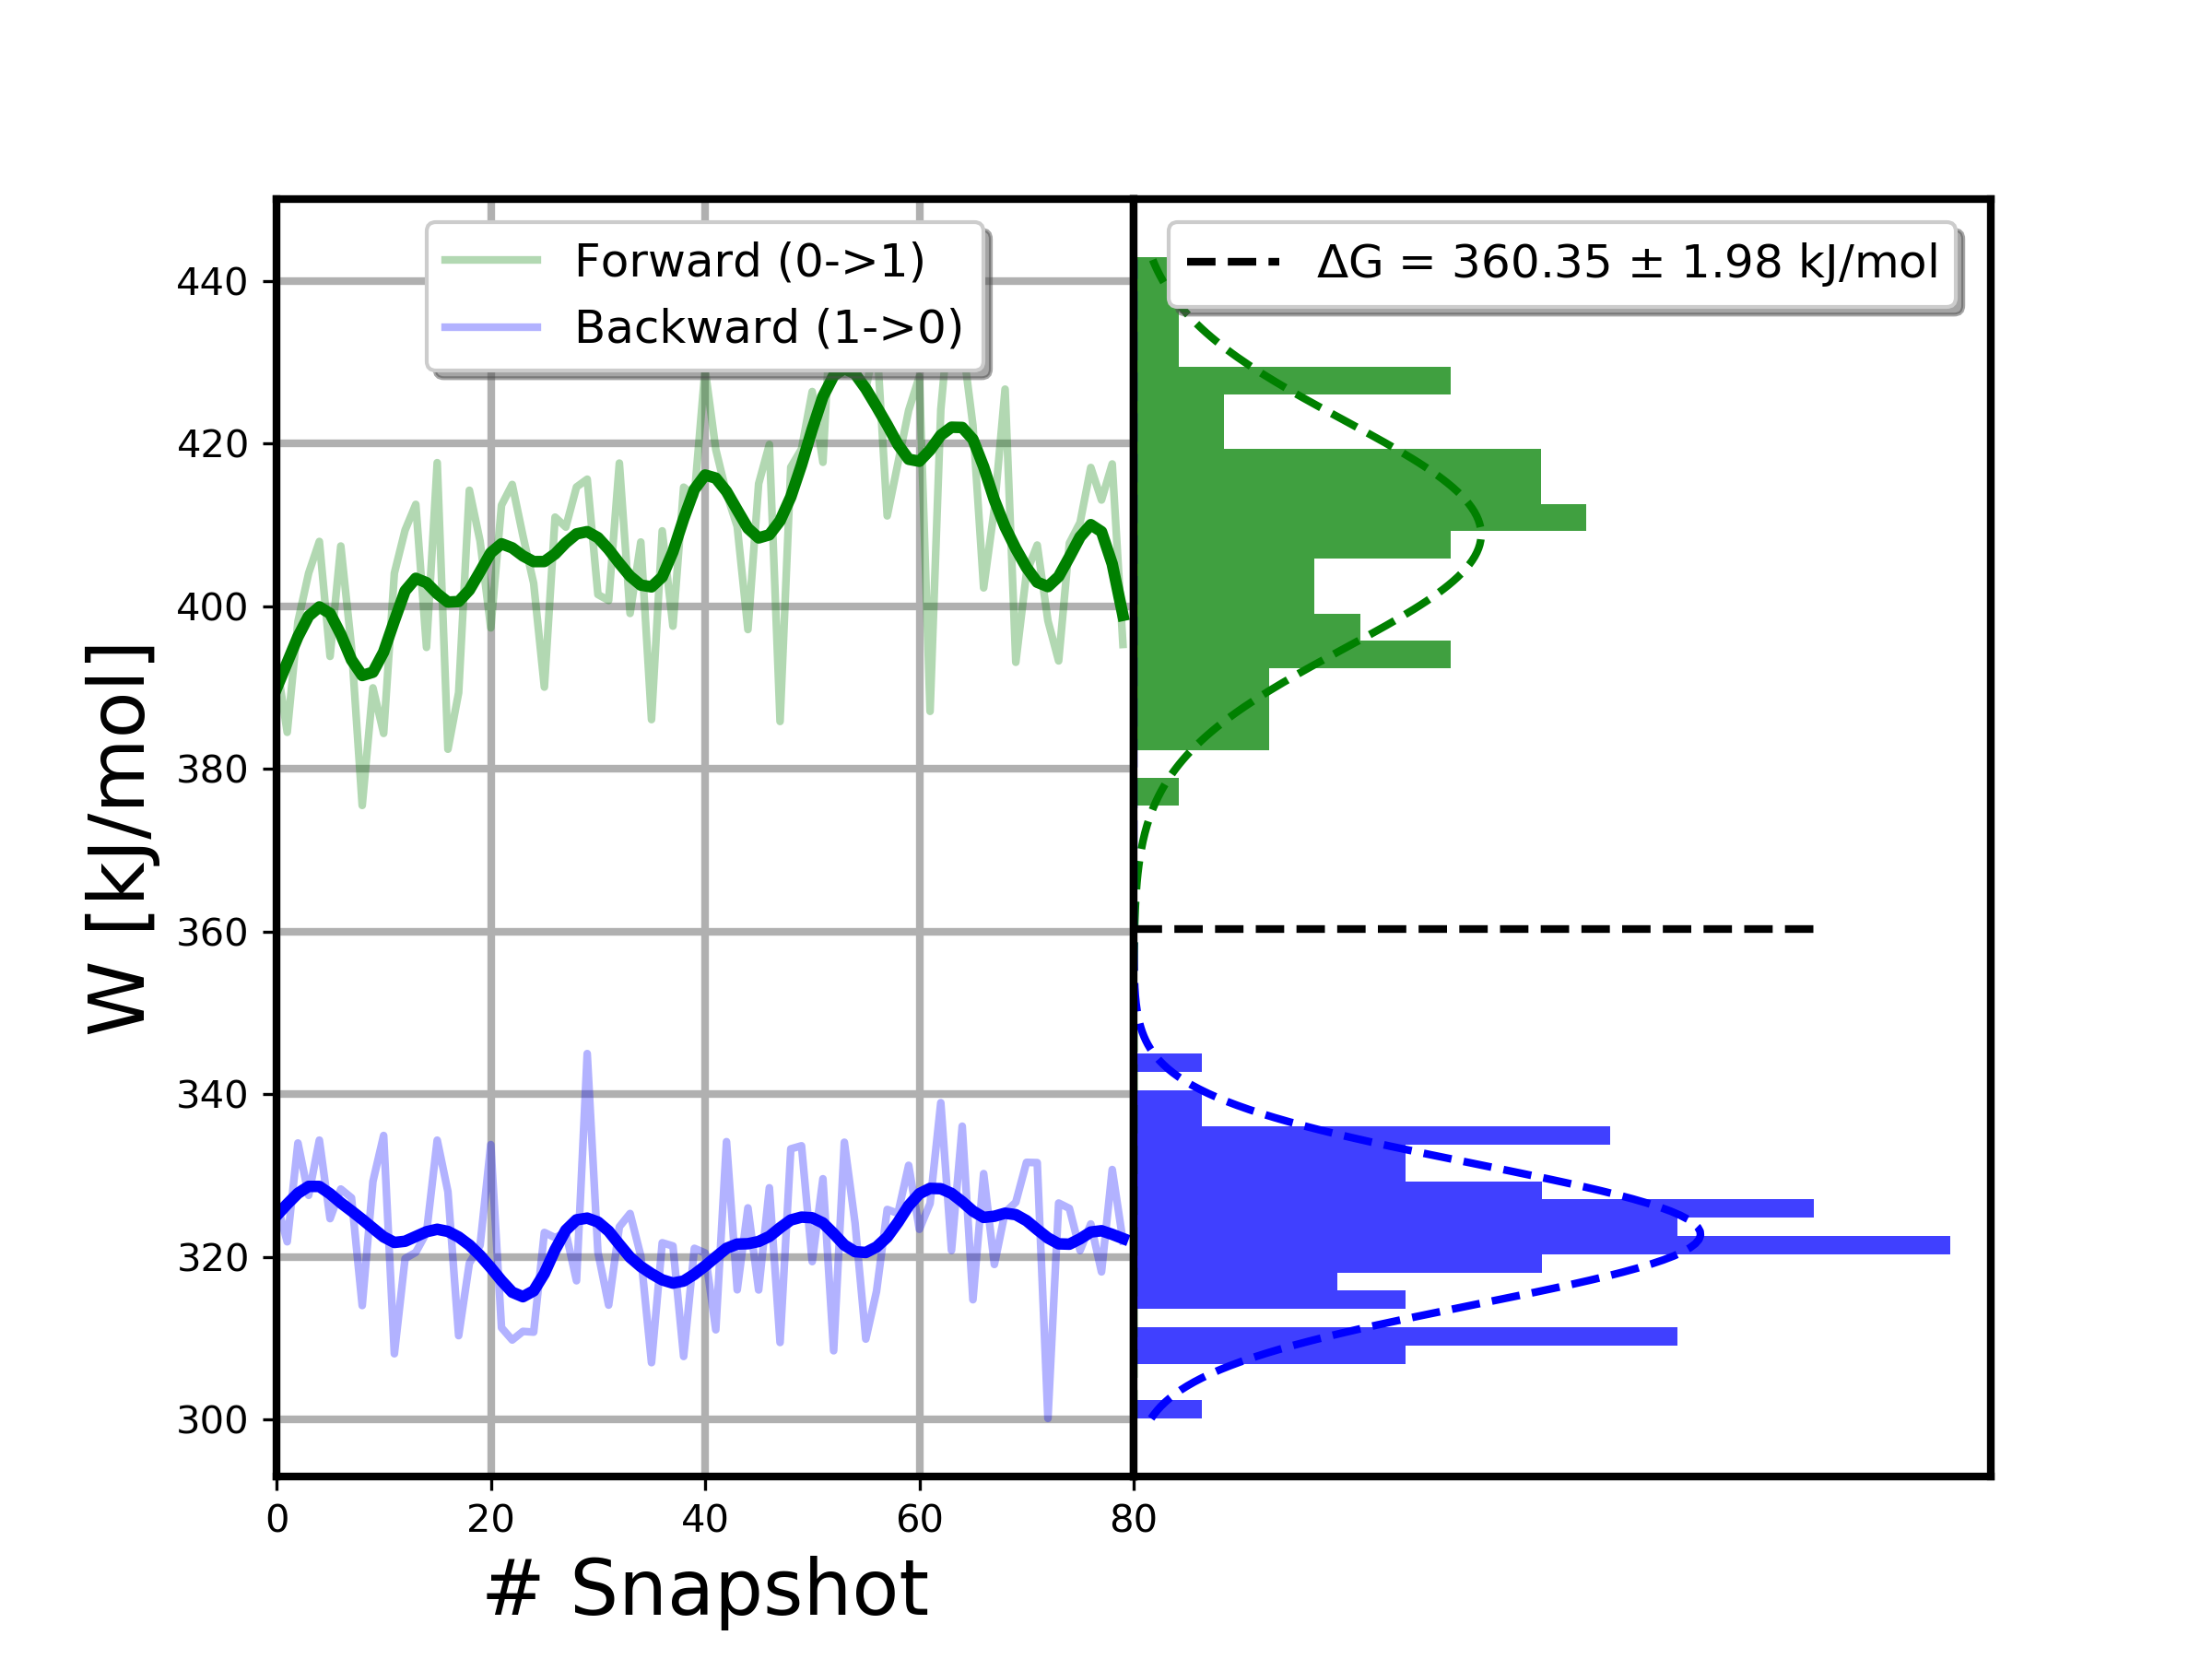 Forward (0->1)
Backward (1->0)
ΔG = 360.35 ± 1.98 kJ/mol
W [kJ/mol]
440
420
400
380
360
340
320
300
0 20 40 60 80
# Snapshot